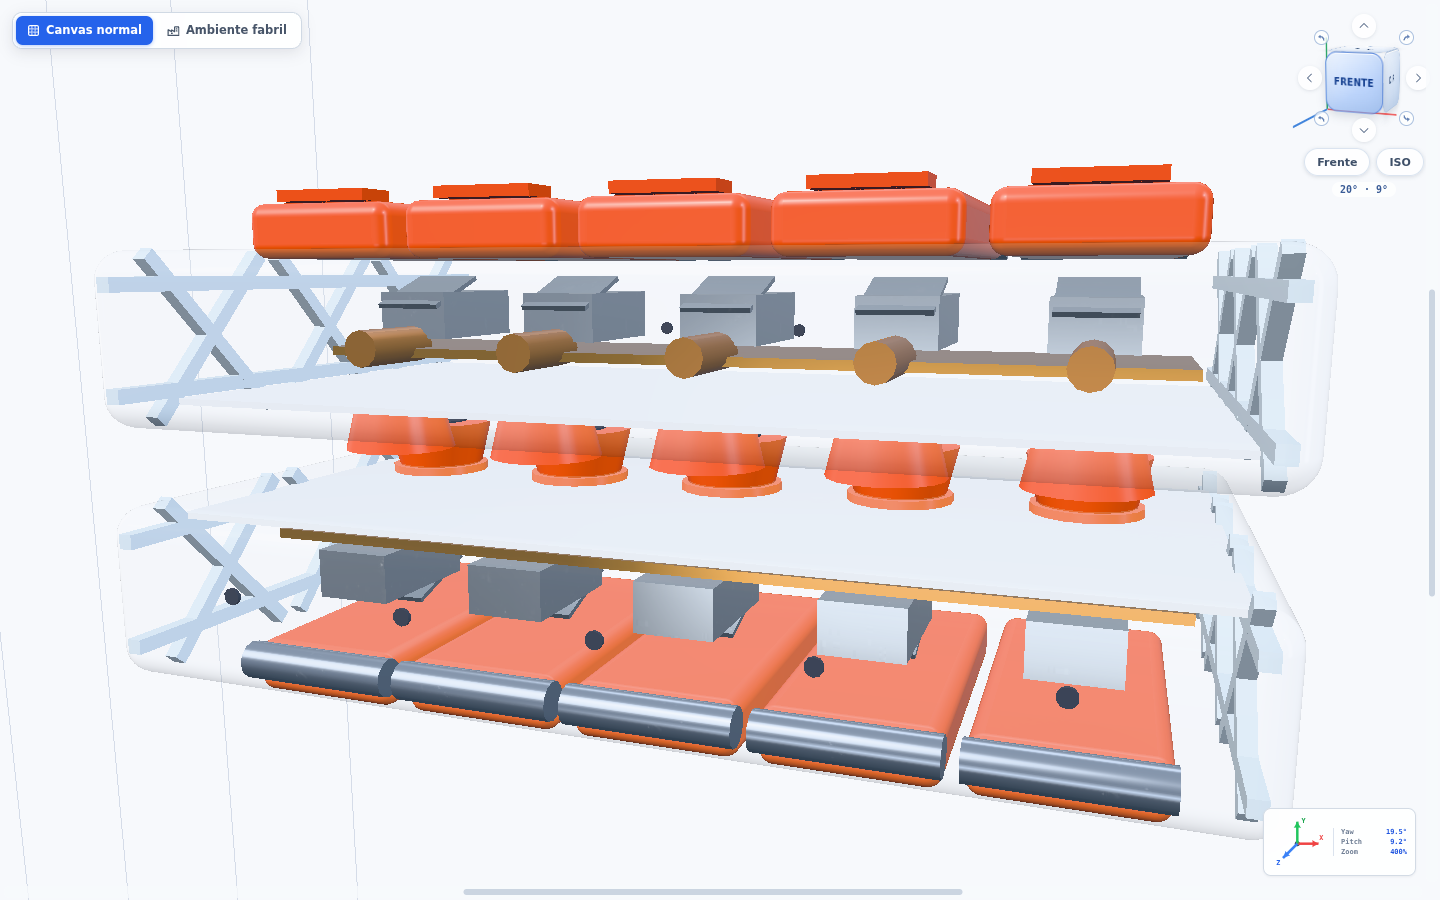 Canvas normal
Ambiente fabril
FRENTE
Frente
ISO
20° · 9°
Y
X
Z
Yaw 19.5°
Pitch 9.2°
Zoom 400%